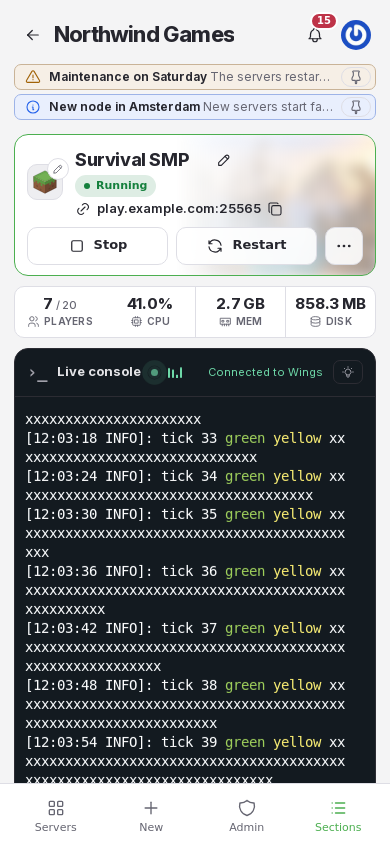 Northwind Games
15
Maintenance on Saturday The servers restar...
New node in Amsterdam New servers start fa...
Survival SMP
Running
play.example.com:25565
Stop
Restart
7 / 20
PLAYERS
41.0%
CPU
2.7 GB
MEM
858.3 MB
DISK
Live console
Connected to Wings
xxxxxxxxxxxxxxxxxxxxxx
[12:03:18 INFO]: tick 33 green yellow xx
xxxxxxxxxxxxxxxxxxxxxxxxxxxxx
[12:03:24 INFO]: tick 34 green yellow xx
xxxxxxxxxxxxxxxxxxxxxxxxxxxxxxxxxxxx
[12:03:30 INFO]: tick 35 green yellow xx
xxxxxxxxxxxxxxxxxxxxxxxxxxxxxxxxxxxxxxxx
xxx
[12:03:36 INFO]: tick 36 green yellow xx
xxxxxxxxxxxxxxxxxxxxxxxxxxxxxxxxxxxxxxxx
xxxxxxxxxx
[12:03:42 INFO]: tick 37 green yellow xx
xxxxxxxxxxxxxxxxxxxxxxxxxxxxxxxxxxxxxxxx
xxxxxxxxxxxxxxxxx
[12:03:48 INFO]: tick 38 green yellow xx
xxxxxxxxxxxxxxxxxxxxxxxxxxxxxxxxxxxxxxxx
xxxxxxxxxxxxxxxxxxxxxxxx
[12:03:54 INFO]: tick 39 green yellow xx
xxxxxxxxxxxxxxxxxxxxxxxxxxxxxxxxxxxxxxxx
xxxxxxxxxxxxxxxxxxxxxxxxxxxxxxx
Servers
New
Admin
Sections